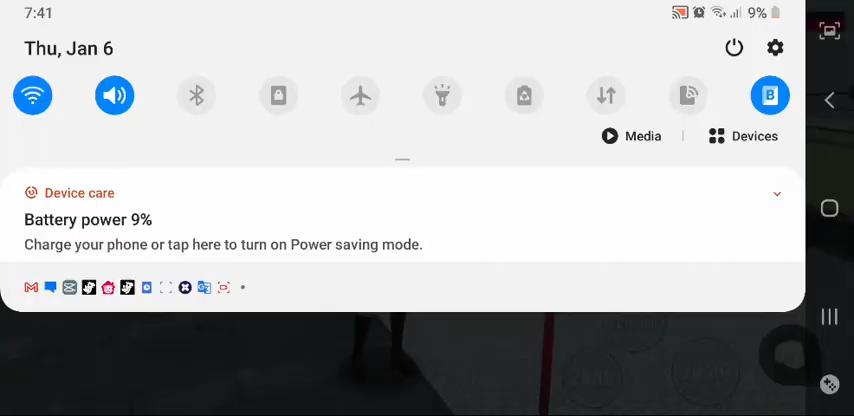 7:41
9%
Thu, Jan 6
Media
Devices
Device care
Battery power 9%
Charge your phone or tap here to turn on Power saving mode.